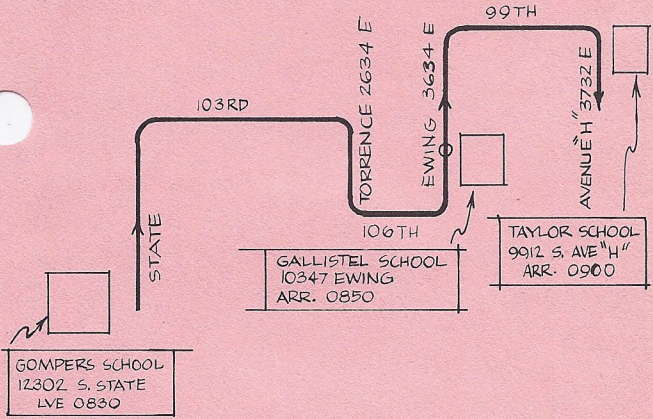 99TH
103RD
TORRENCE 2634 E
EWING 3634 E
AVENUE "H" 3732 E
STATE
106TH
GALLISTEL SCHOOL
10347 EWING
ARR. 0850
TAYLOR SCHOOL
9912 S. AVE "H"
ARR. 0900
GOMPERS SCHOOL
12302 S. STATE
LVE 0830